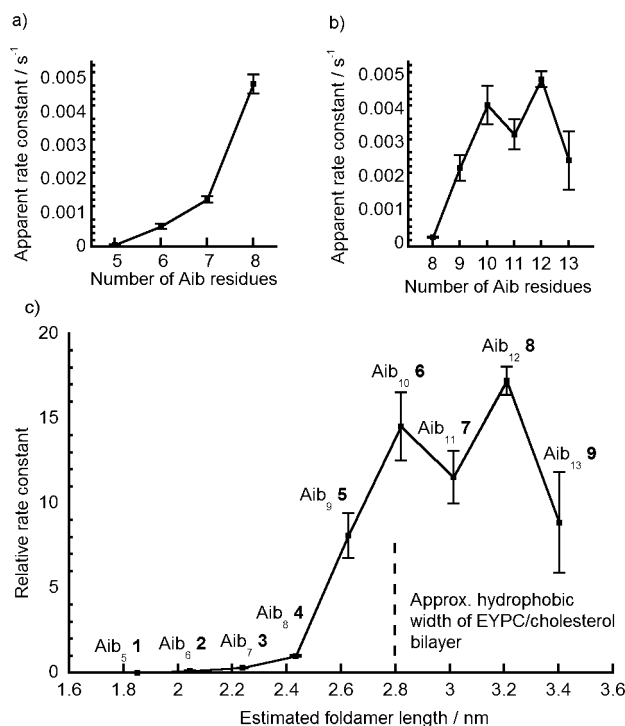 a)
Apparent rate constant / s⁻¹
0.005
0.004
0.003
0.002
0.001
0
5 6 7 8
Number of Aib residues
b)
Apparent rate constant / s⁻¹
0.005
0.004
0.003
0.002
0.001
0
8 9 10 11 12 13
Number of Aib residues
c)
Relative rate constant
20
15
10
5
0
Aib₅ 1
Aib₆ 2
Aib₇ 3
Aib₈ 4
Aib₉ 5
Aib₁₀ 6
Aib₁₁ 7
Aib₁₂ 8
Aib₁₃ 9
Approx. hydrophobic
width of EYPC/cholesterol
bilayer
1.6 1.8 2 2.2 2.4 2.6 2.8 3 3.2 3.4 3.6
Estimated foldamer length / nm